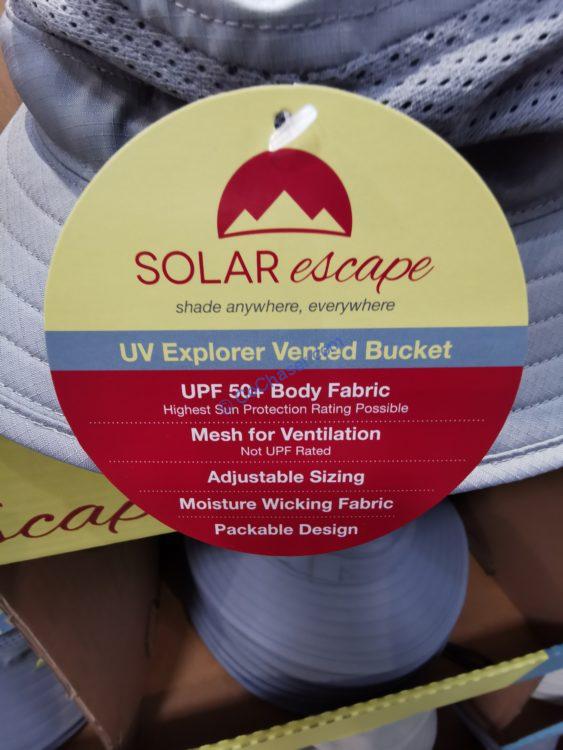 SOLAR escape
shade anywhere, everywhere
UV Explorer Vented Bucket
UPF 50+ Body Fabric
Highest Sun Protection Rating Possible
Mesh for Ventilation
Not UPF Rated
Adjustable Sizing
Moisture Wicking Fabric
Packable Design
scape